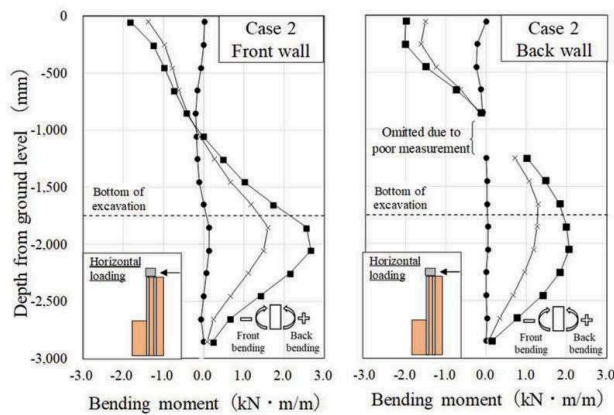 Case 2
Front wall
Case 2
Back wall
Depth from ground level (mm)
0
-500
-1,000
-1,500
-2,000
-2,500
-3,000
Omitted due to
poor measurement
Bottom of
excavation
Bottom of
excavation
Horizontal
loading
Horizontal
loading
− +
Front
bending
Back
bending
− +
Front
bending
Back
bending
-2.0 -1.0 0.0 1.0 2.0 3.0
-2.0 -1.0 0.0 1.0 2.0 3.0
Bending moment (kN・m/m)
Bending moment (kN・m/m)